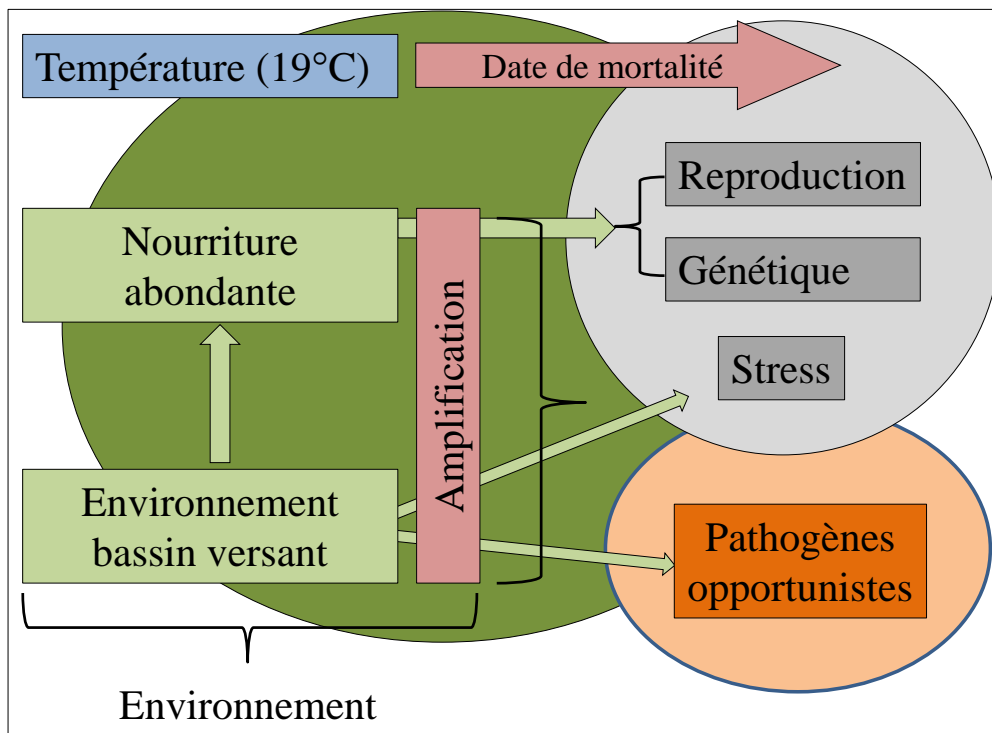 Température (19°C)
Date de mortalité
Reproduction
Nourriture
abondante
Génétique
Amplification
Stress
Environnement
bassin versant
Pathogènes
opportunistes
Environnement